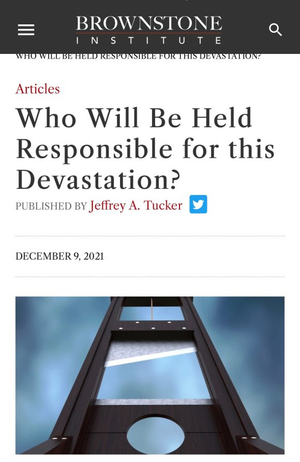 BROWNSTONE
INSTITUTE
WHO WILL BE HELD RESPONSIBLE FOR THIS DEVASTATION?
Articles
Who Will Be Held
Responsible for this
Devastation?
PUBLISHED BY Jeffrey A. Tucker
DECEMBER 9, 2021